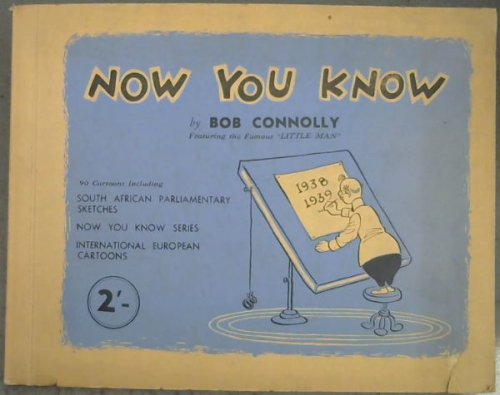 NOW YOU KNOW
by BOB CONNOLLY
Featuring the Famous "LITTLE MAN"
90 Cartoons Including
SOUTH AFRICAN PARLIAMENTARY
SKETCHES
NOW YOU KNOW SERIES
INTERNATIONAL EUROPEAN
CARTOONS
2'-
1938
1939